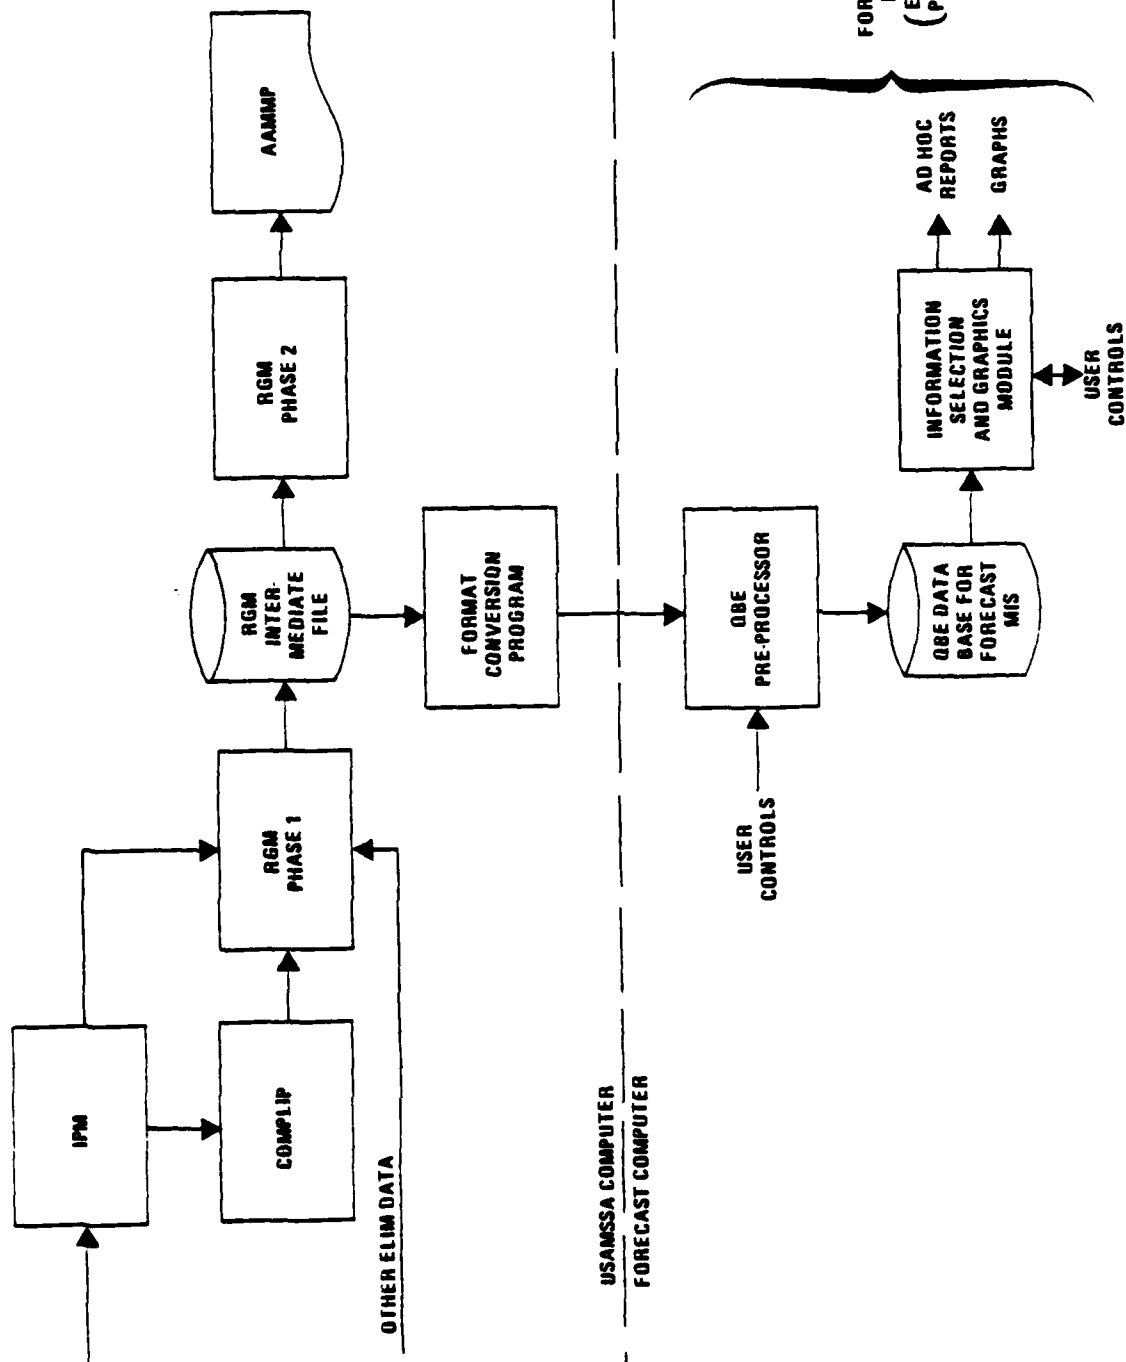 IPM
COMPLIP
OTHER ELIM DATA
RGM
PHASE 1
RGM
INTER-
MEDIATE
FILE
RGM
PHASE 2
AAMMP
FORMAT
CONVERSION
PROGRAM
USAMSSA COMPUTER
FORECAST COMPUTER
USER
CONTROLS
QBE
PRE-PROCESSOR
QBE DATA
BASE FOR
FORECAST
MIS
INFORMATION
SELECTION
AND GRAPHICS
MODULE
USER
CONTROLS
AD HOC
REPORTS
GRAPHS
FOR
(E
P